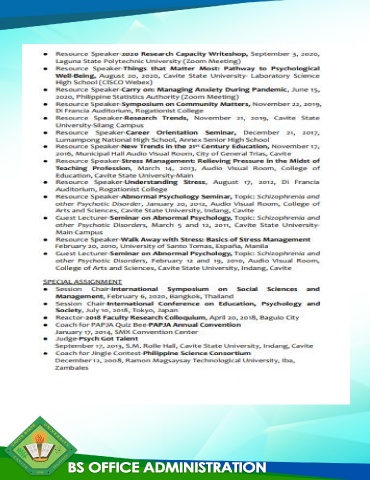 ● Resource Speaker-2020 Research Capacity Writeshop, September 3, 2020,
Laguna State Polytechnic University (Zoom Meeting)
● Resource Speaker-Things that Matter Most: Pathway to Psychological
Well-Being, August 20, 2020, Cavite State University- Laboratory Science
High School (CISCO Webex)
● Resource Speaker-Carry on: Managing Anxiety During Pandemic, June 15,
2020, Philippine Statistics Authority (Zoom Meeting)
● Resource Speaker-Symposium on Community Matters, November 22, 2019,
Di Francia Auditorium, Rogationist College
● Resource Speaker-Research Trends, November 21, 2019, Cavite State
University-Silang Campus
● Resource Speaker-Career Orientation Seminar, December 21, 2017,
Lumampong National High School, Annex Senior High School
● Resource Speaker-New Trends in the 21st Century Education, November 17,
2016, Municipal Hall Audio Visual Room, City of General Trias, Cavite
● Resource Speaker-Stress Management: Relieving Pressure in the Midst of
Teaching Profession, March 14, 2013, Audio Visual Room, College of
Education, Cavite State University-Main
● Resource Speaker-Understanding Stress, August 17, 2012, Di Francia
Auditorium, Rogationist College
● Resource Speaker-Abnormal Psychology Seminar, Topic: Schizophrenia and
other Psychotic Disorder, January 20, 2012, Audio Visual Room, College of
Arts and Sciences, Cavite State University, Indang, Cavite
● Guest Lecturer-Seminar on Abnormal Psychology, Topic: Schizophrenia and
other Psychotic Disorders, March 5 and 12, 2011, Cavite State University-
Main Campus
● Resource Speaker-Walk Away with Stress: Basics of Stress Management
February 20, 2010, University of Santo Tomas, España, Manila
● Guest Lecturer-Seminar on Abnormal Psychology, Topic: Schizophrenia and
other Psychotic Disorders, February 12 and 19, 2010, Audio Visual Room,
College of Arts and Sciences, Cavite State University, Indang, Cavite
SPECIAL ASSIGNMENT
● Session Chair-International Symposium on Social Sciences and
Management, February 6, 2020, Bangkok, Thailand
● Session Chair-International Conference on Education, Psychology and
Society, July 10, 2018, Tokyo, Japan
● Reactor-2018 Faculty Research Colloquium, April 20, 2018, Baguio City
● Coach for PAPJA Quiz Bee-PAPJA Annual Convention
January 17, 2014, SMX Convention Center
● Judge-Psych Got Talent
September 17, 2013, S.M. Rolle Hall, Cavite State University, Indang, Cavite
● Coach for Jingle Contest-Philippine Science Consortium
December 12, 2008, Ramon Magsaysay Technological University, Iba,
Zambales
BS OFFICE ADMINISTRATION